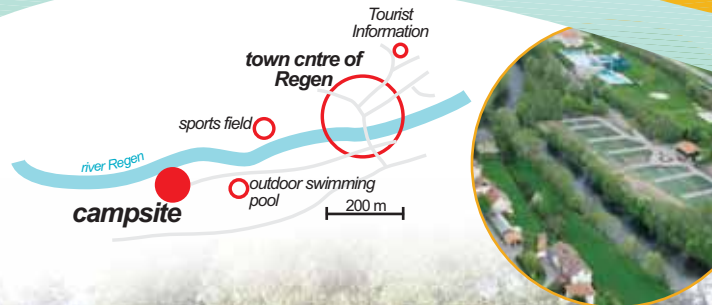 Tourist
Information
town cntre of
Regen
sports field
river Regen
outdoor swimming
pool
campsite
200 m